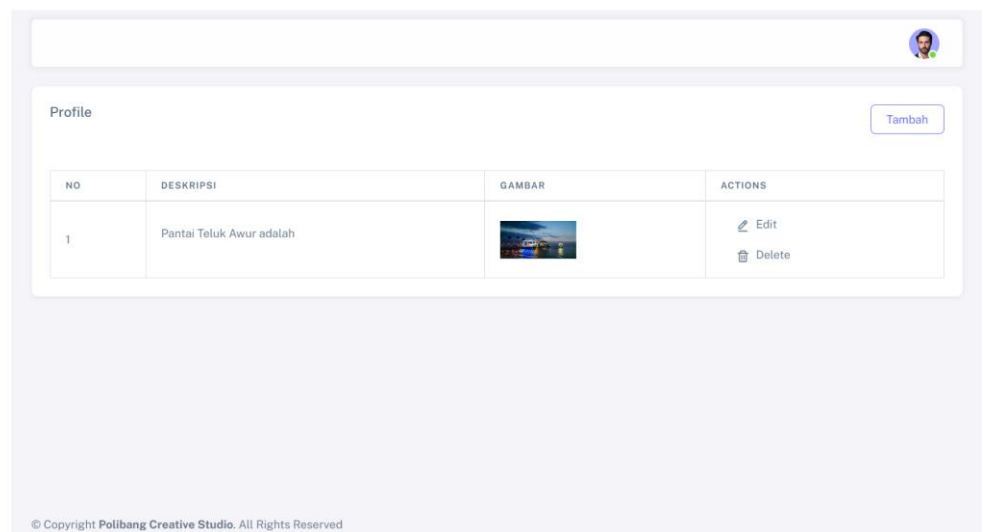 Profile
Tambah
NO DESKRIPSI GAMBAR ACTIONS
1 Pantai Teluk Awur adalah
Edit
Delete
© Copyright Polibang Creative Studio. All Rights Reserved